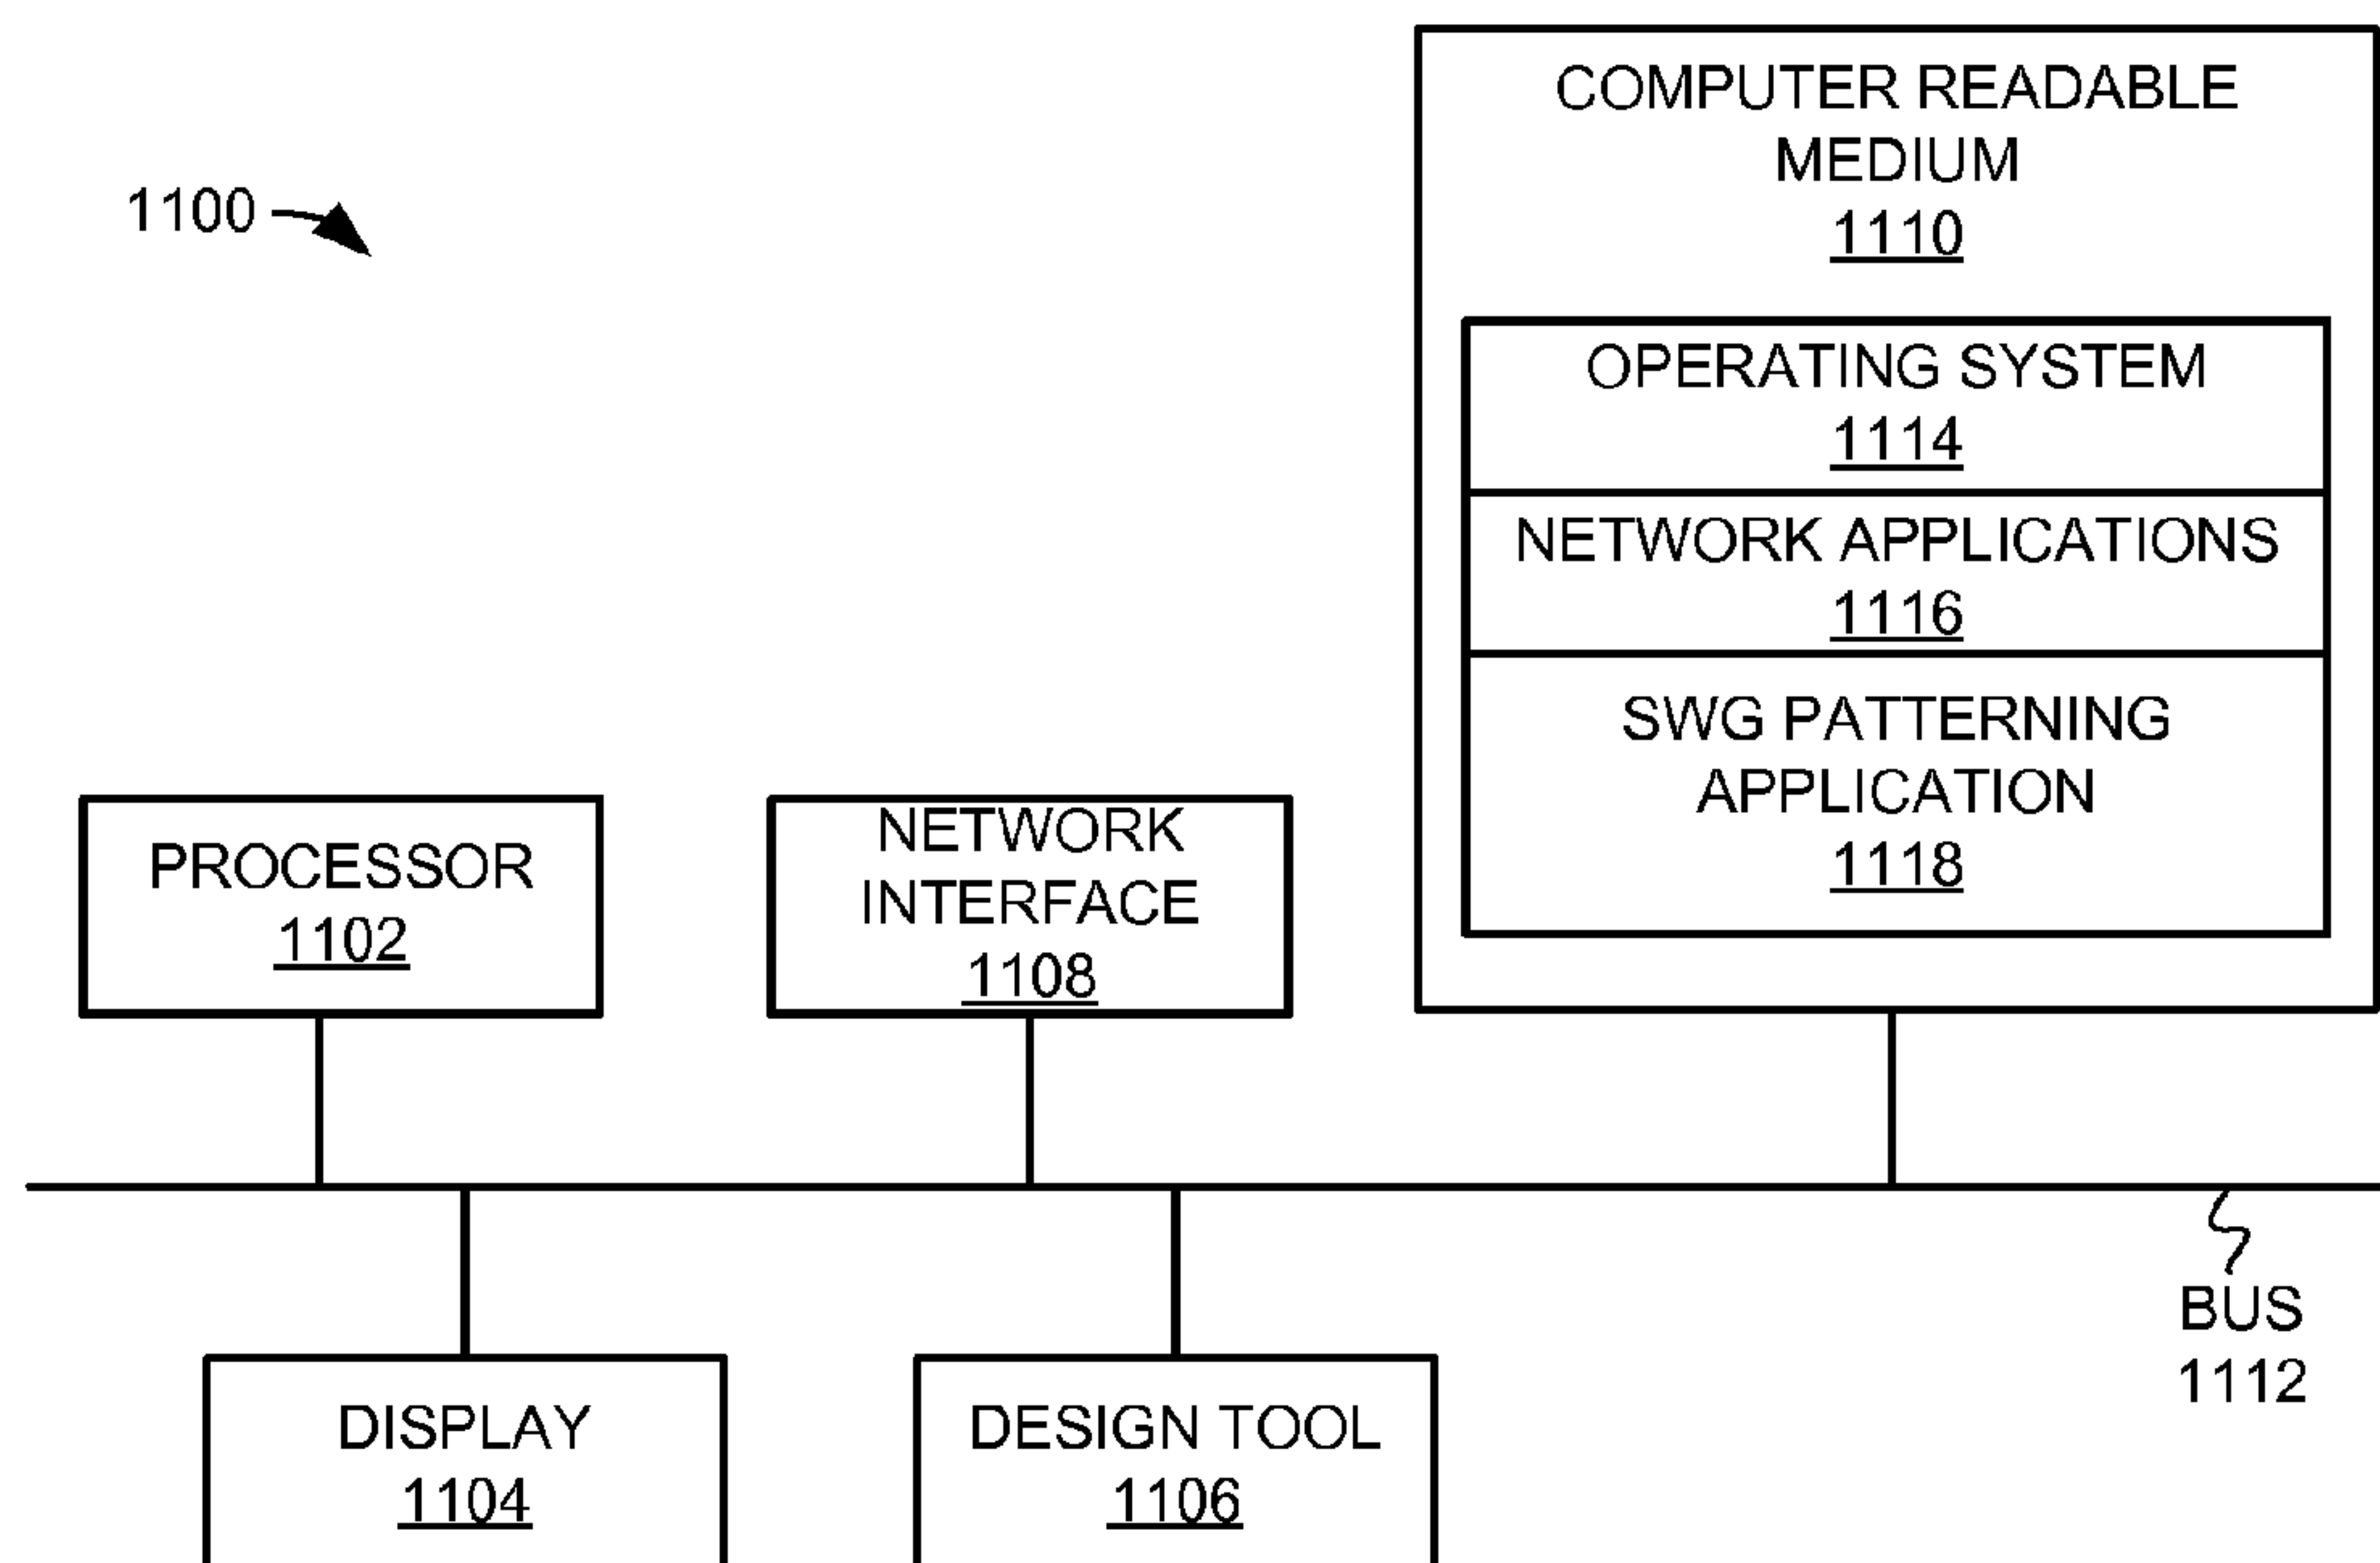 COMPUTER READABLE
MEDIUM
1110
1100
OPERATING SYSTEM
1114
NETWORK APPLICATIONS
1116
SWG PATTERNING
APPLICATION
1118
PROCESSOR
1102
NETWORK
INTERFACE
1108
BUS
1112
DISPLAY
1104
DESIGN TOOL
1106